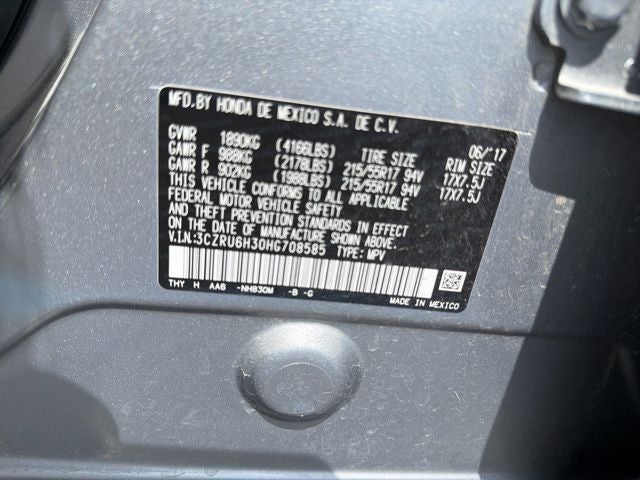 MFD.BY HONDA DE MEXICO S.A. DE C.V. 06/'17
GVWR 1890KG (4166LBS) TIRE SIZE RIM SIZE
GAWR F 988KG (2178LBS) 215/55R17 94V 17X7.5J
GAWR R 902KG (1988LBS) 215/55R17 94V 17X7.5J
THIS VEHICLE CONFORMS TO ALL APPLICABLE
FEDERAL MOTOR VEHICLE SAFETY
AND THEFT PREVENTION STANDARDS IN EFFECT
ON THE DATE OF MANUFACTURE SHOWN ABOVE.
V.I.N.:3CZRU6H30HG708585 TYPE: MPV
THY H AA6 -NH830M -B -G
MADE IN MEXICO